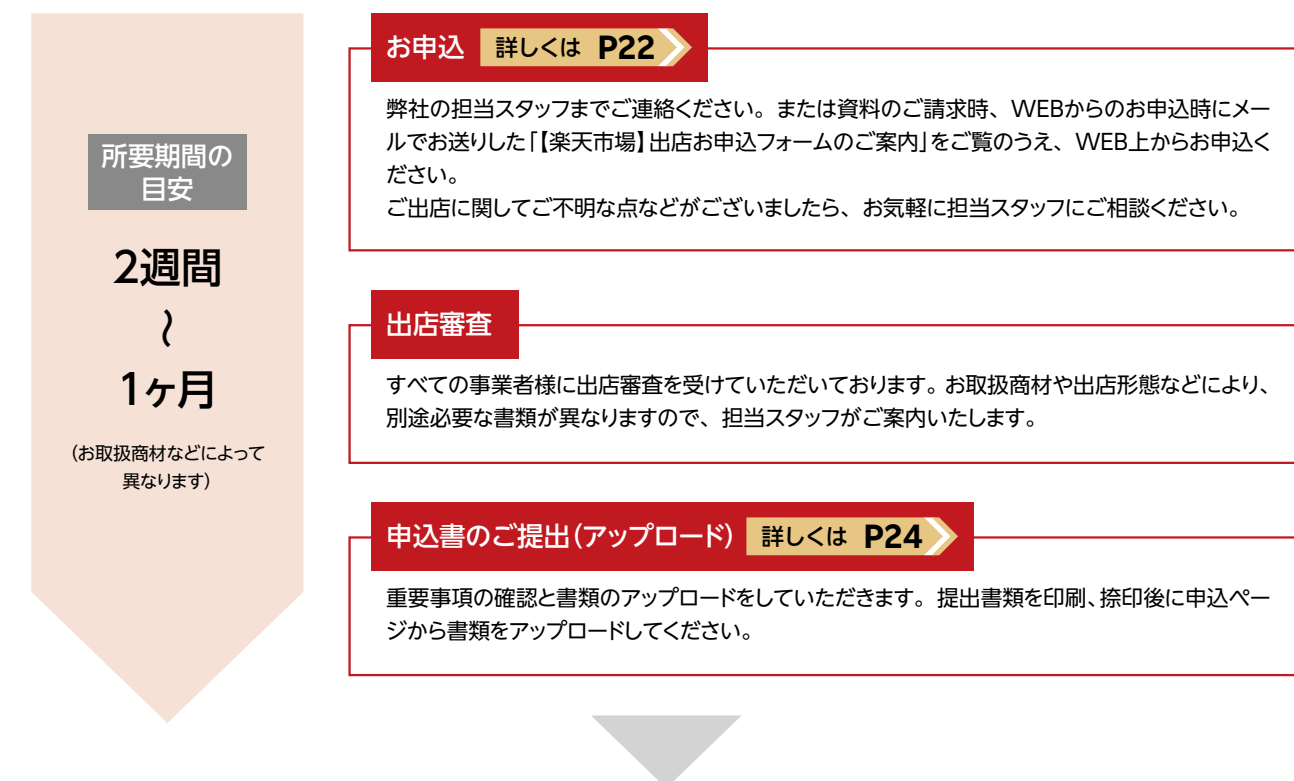 所要期間の
目安
2週間
〜
1ヶ月
(お取扱商材などによって
異なります)
お申込 詳しくは P22
弊社の担当スタッフまでご連絡ください。または資料のご請求時、WEBからのお申込時にメー
ルでお送りした「【楽天市場】出店お申込フォームのご案内」をご覧のうえ、WEB上からお申込く
ださい。
ご出店に関してご不明な点などがございましたら、お気軽に担当スタッフにご相談ください。
出店審査
すべての事業者様に出店審査を受けていただいております。お取扱商材や出店形態などにより、
別途必要な書類が異なりますので、担当スタッフがご案内いたします。
申込書のご提出(アップロード) 詳しくは P24
重要事項の確認と書類のアップロードをしていただきます。提出書類を印刷、捺印後に申込ペー
ジから書類をアップロードしてください。